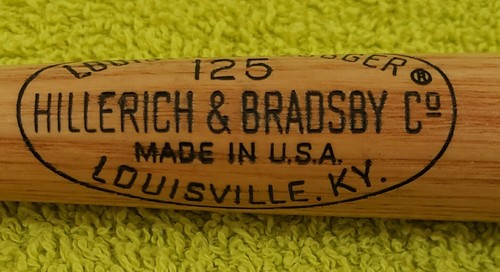 125
HILLERICH & BRADSBY Cº
MADE IN U.S.A.
LOUISVILLE. KY.